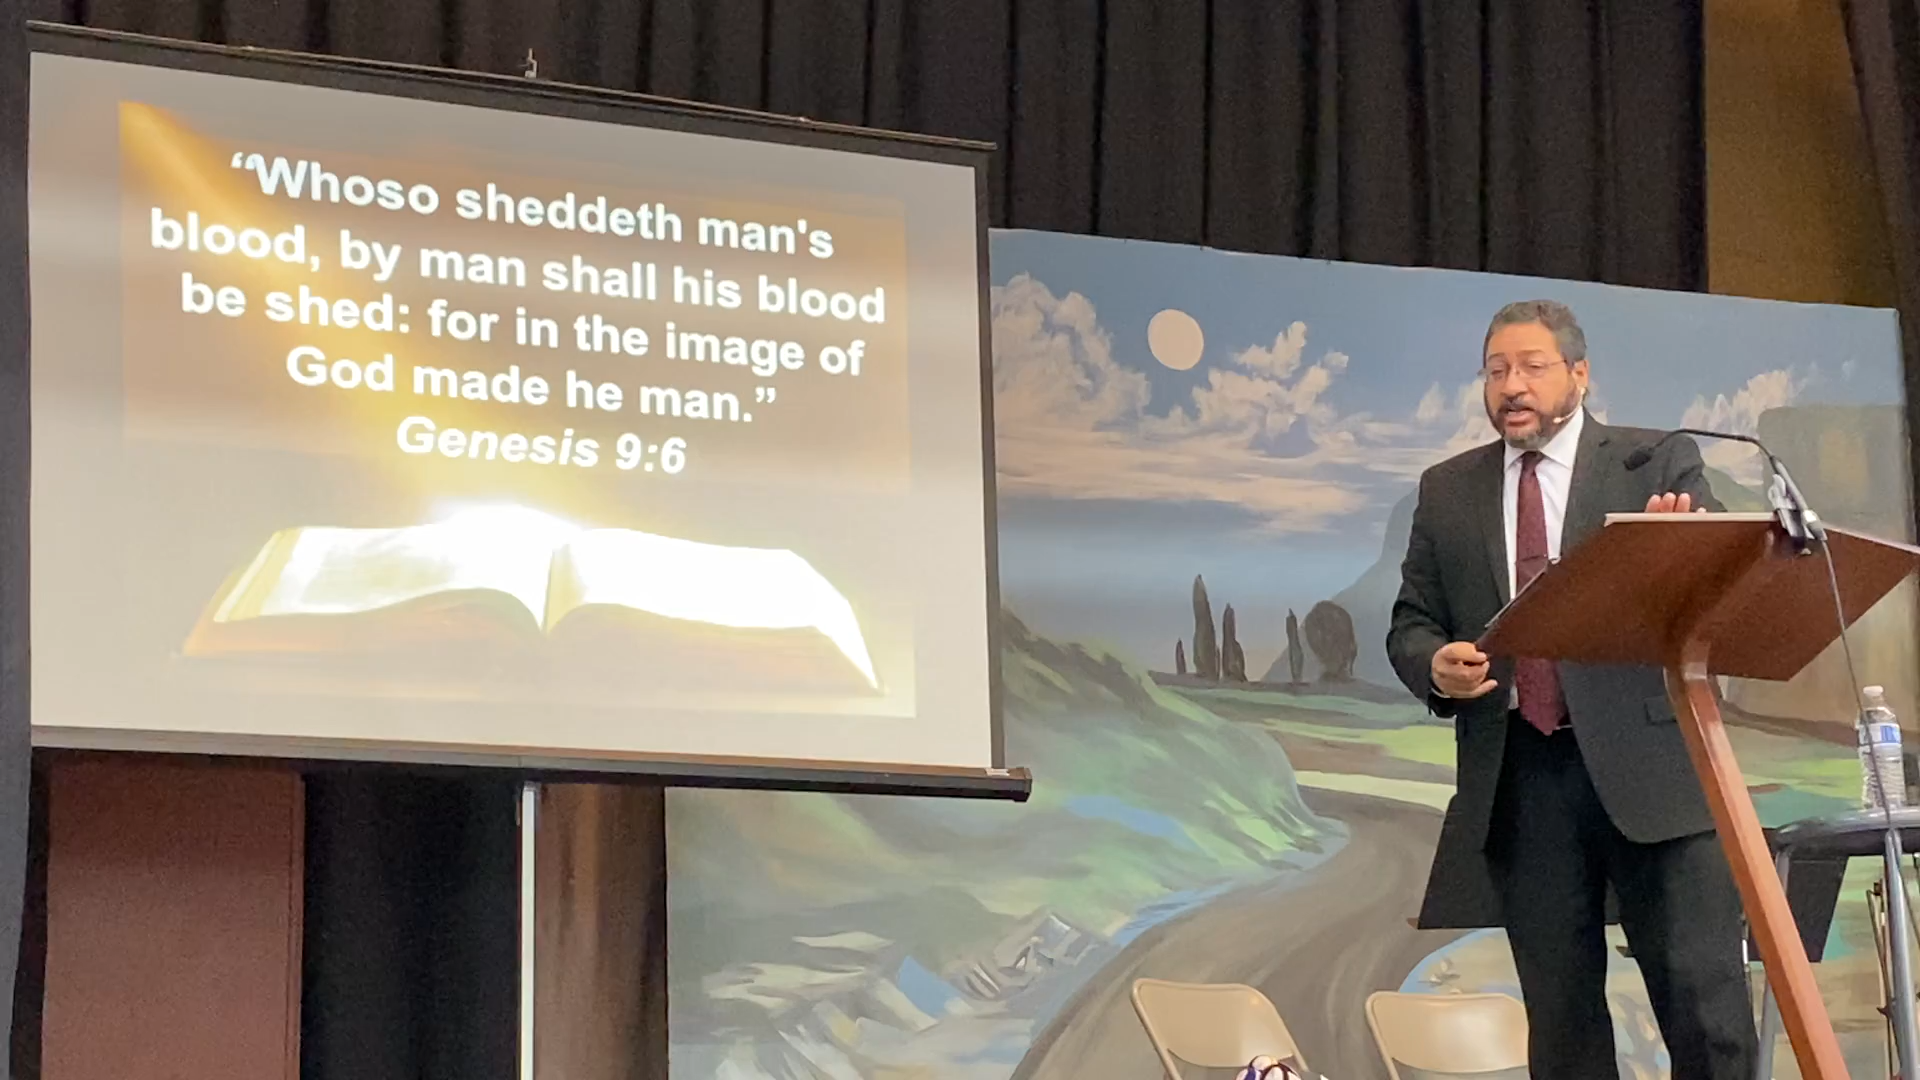 “Whoso sheddeth man's
blood, by man shall his blood
be shed: for in the image of
God made he man.”
Genesis 9:6